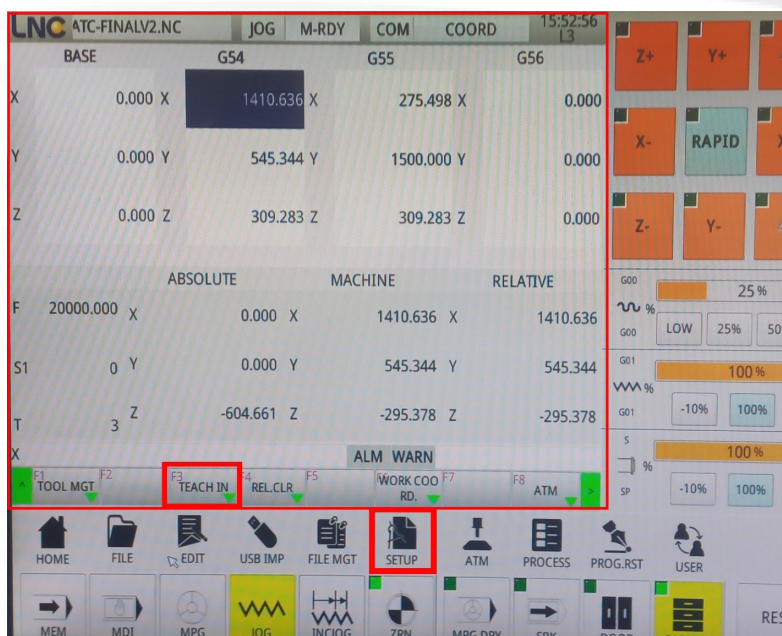 LNC ATC-FINALV2.NC JOG M-RDY COM COORD 15:52:56
L3
BASE G54 G55 G56
X 0.000 X 1410.636 X 275.498 X 0.000
Y 0.000 Y 545.344 Y 1500.000 Y 0.000
Z 0.000 Z 309.283 Z 309.283 Z 0.000
ABSOLUTE MACHINE RELATIVE
F 20000.000 X 0.000 X 1410.636 X 1410.636
S1 0 Y 0.000 Y 545.344 Y 545.344
T 3 Z -604.661 Z -295.378 Z -295.378
X ALM WARN
F1 F2 F3 F4 F5 F7 F8
TOOL MGT TEACH IN REL.CLR WORK COO ATM
RD.
HOME FILE EDIT USB IMP FILE MGT SETUP ATM PROCESS PROG.RST USER
MEM MDI MPG JOG INCJOG ZRN MPG DRY SPK DOOR
RES
Z+ Y+
X- RAPID
Z- Y-
G00 25 %
%
G00 LOW 25% 50
G01 100 %
%
G01 -10% 100%
S 100 %
%
SP -10% 100%